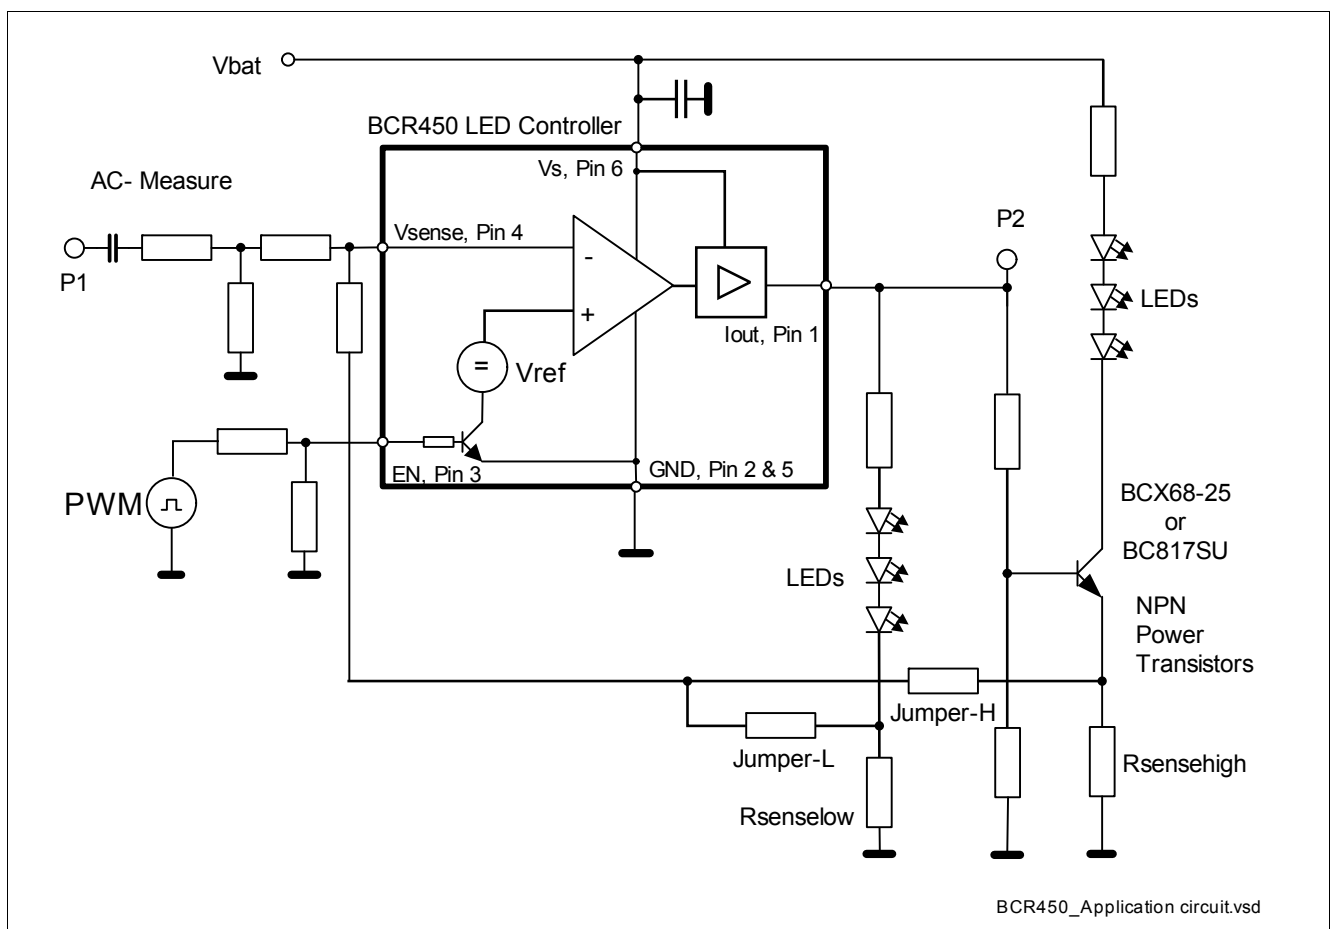 Vbat
BCR450 LED Controller
Vs, Pin 6
AC- Measure
P2
Vsense, Pin 4
P1
-
LEDs
+
Iout, Pin 1
=
Vref
EN, Pin 3
GND, Pin 2 & 5
PWM
BCX68-25
or
BC817SU
LEDs
NPN
Power
Transistors
Jumper-H
Jumper-L
Rsensehigh
Rsenselow
BCR450_Application circuit.vsd